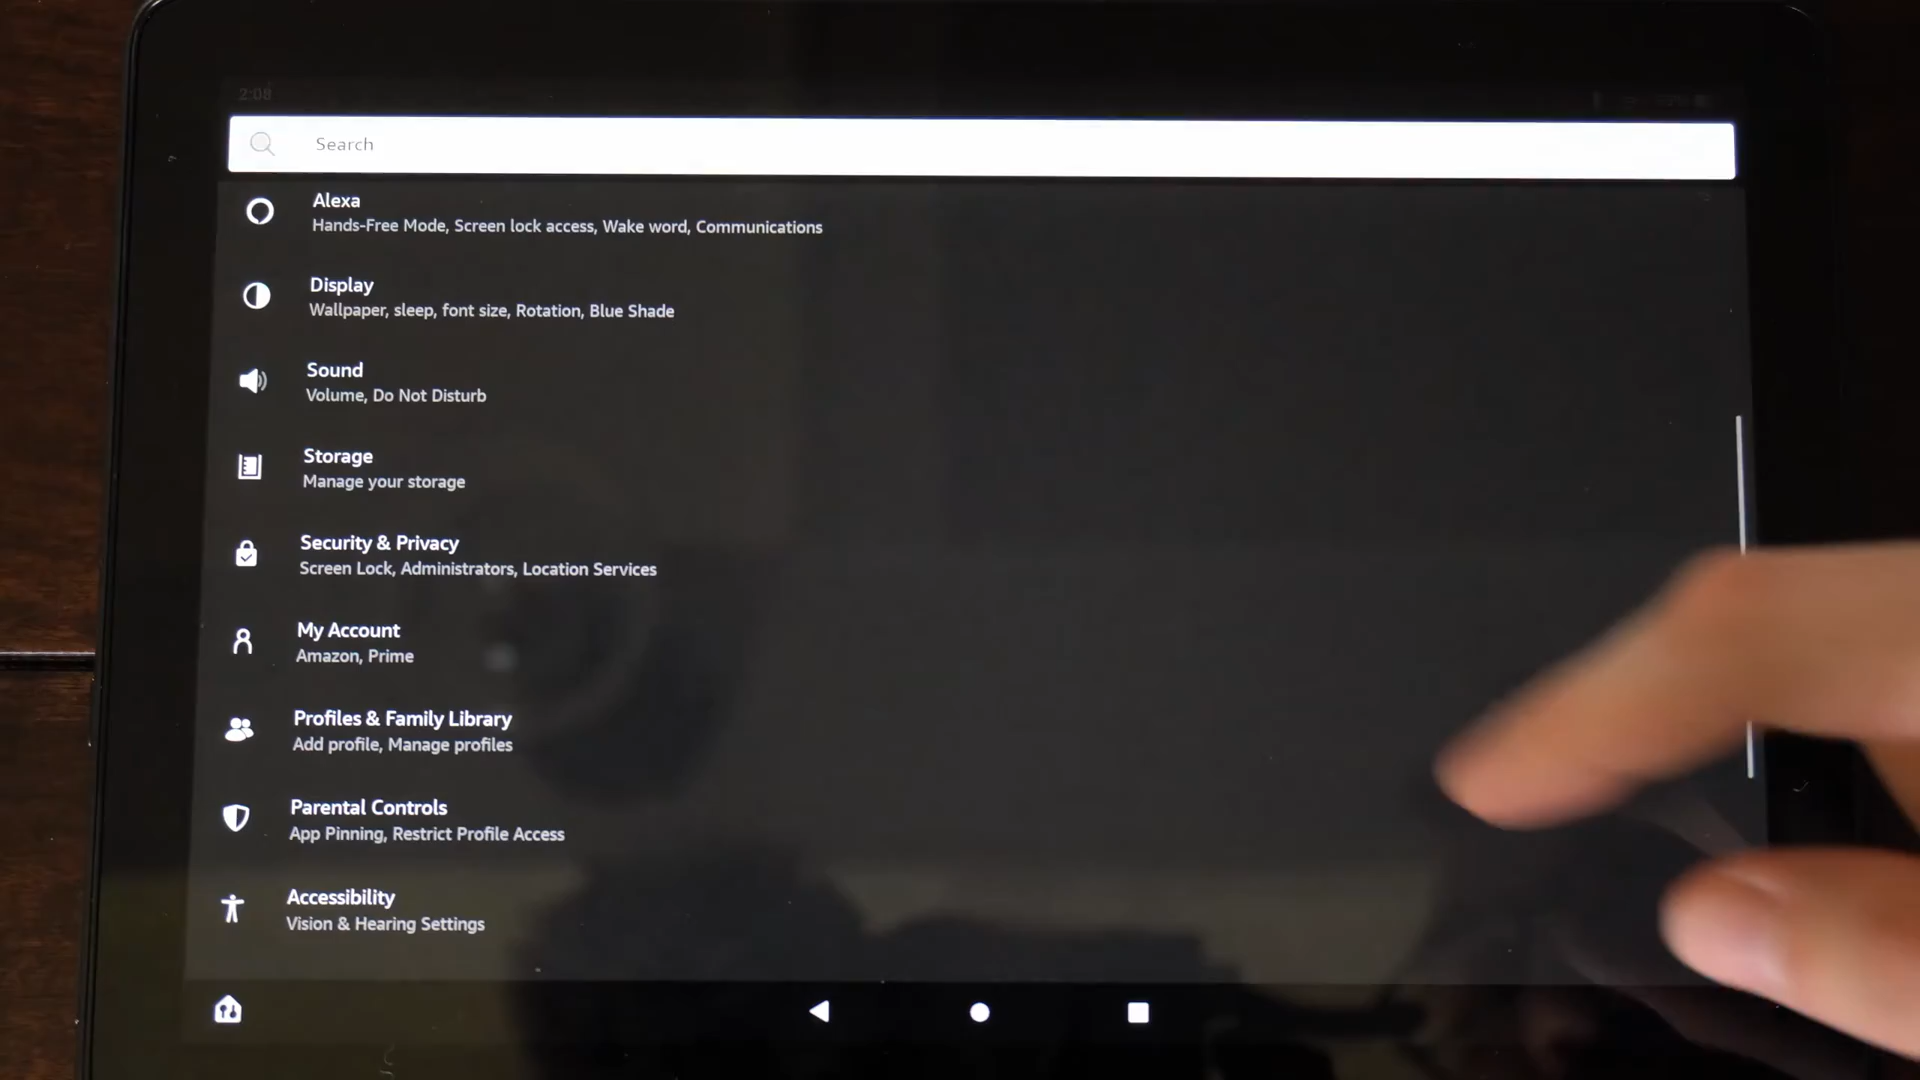 2:08
Search
Alexa
Hands-Free Mode, Screen lock access, Wake word, Communications
Display
Wallpaper, sleep, font size, Rotation, Blue Shade
Sound
Volume, Do Not Disturb
Storage
Manage your storage
Security & Privacy
Screen Lock, Administrators, Location Services
My Account
Amazon, Prime
Profiles & Family Library
Add profile, Manage profiles
Parental Controls
App Pinning, Restrict Profile Access
Accessibility
Vision & Hearing Settings